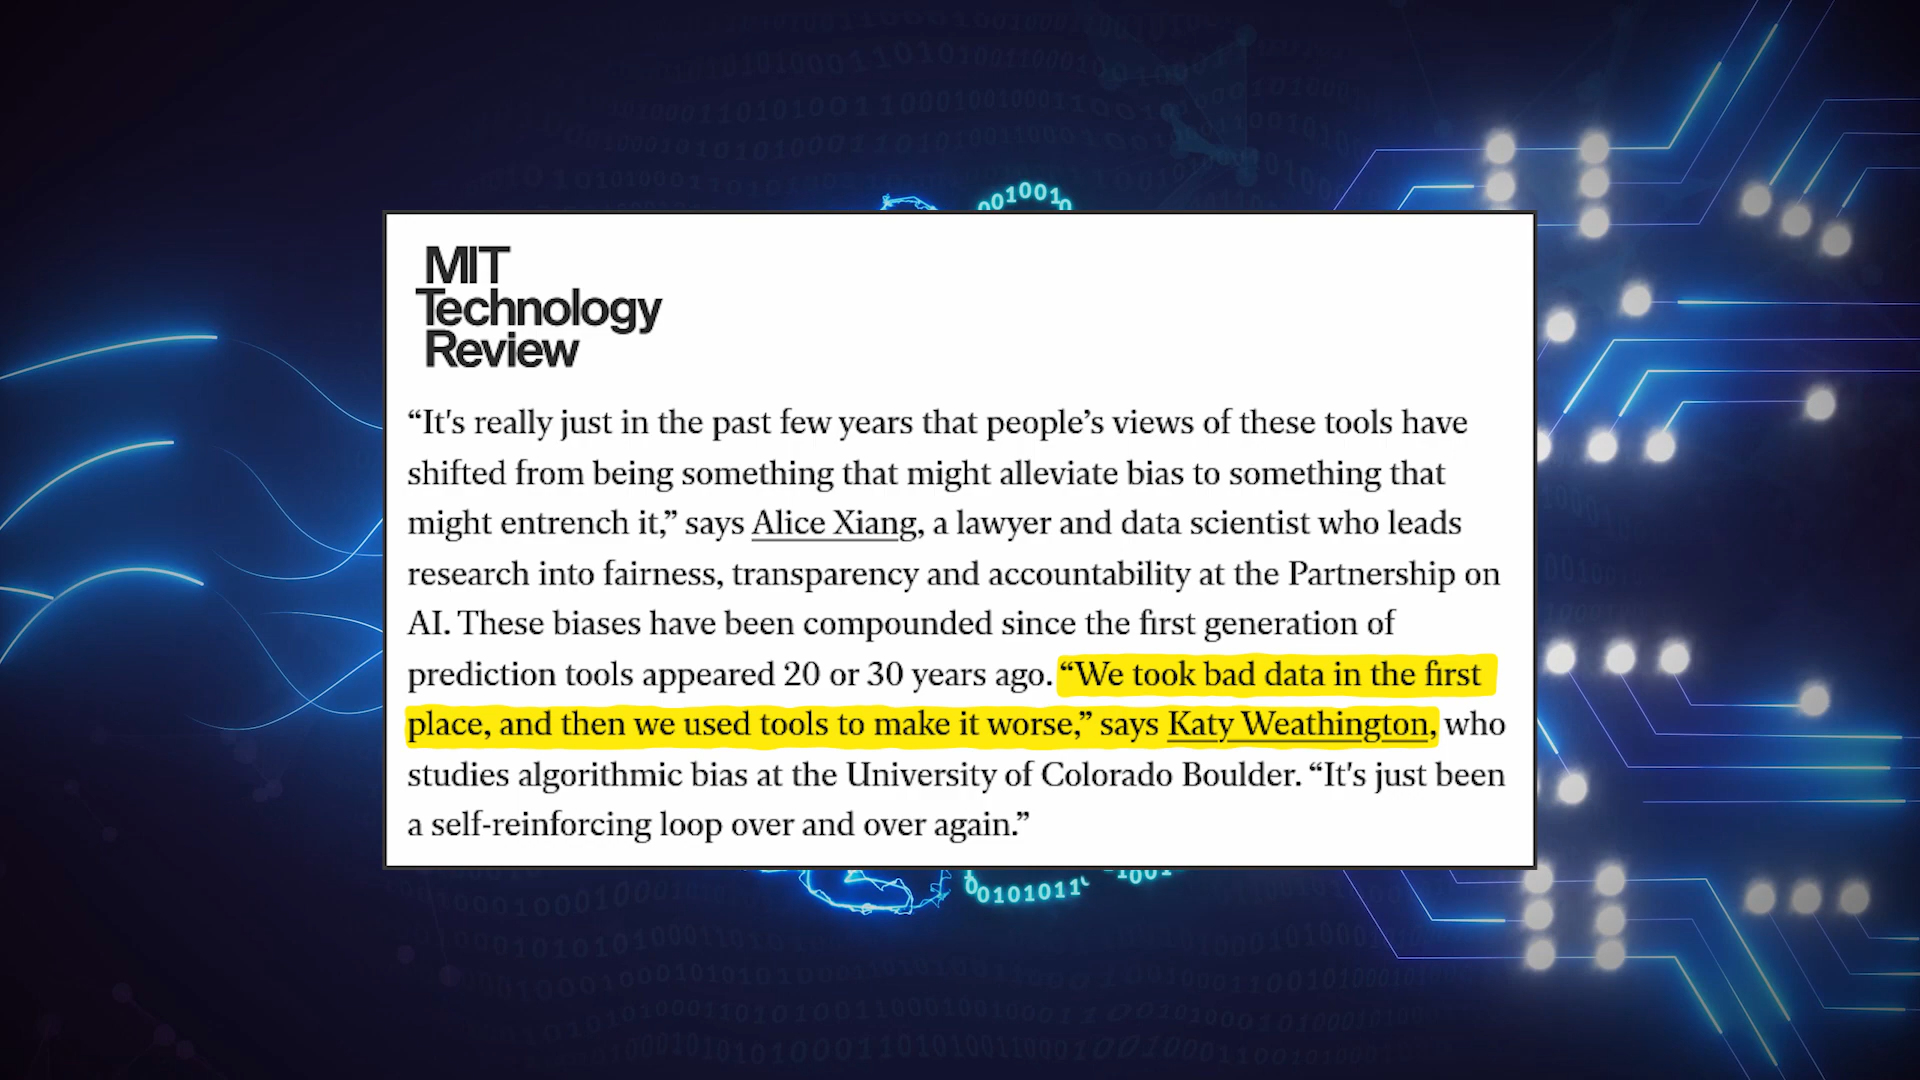 MIT
Technology
Review
“It's really just in the past few years that people’s views of these tools have
shifted from being something that might alleviate bias to something that
might entrench it,” says Alice Xiang, a lawyer and data scientist who leads
research into fairness, transparency and accountability at the Partnership on
AI. These biases have been compounded since the first generation of
prediction tools appeared 20 or 30 years ago. “We took bad data in the first
place, and then we used tools to make it worse,” says Katy Weathington, who
studies algorithmic bias at the University of Colorado Boulder. “It's just been
a self-reinforcing loop over and over again.”